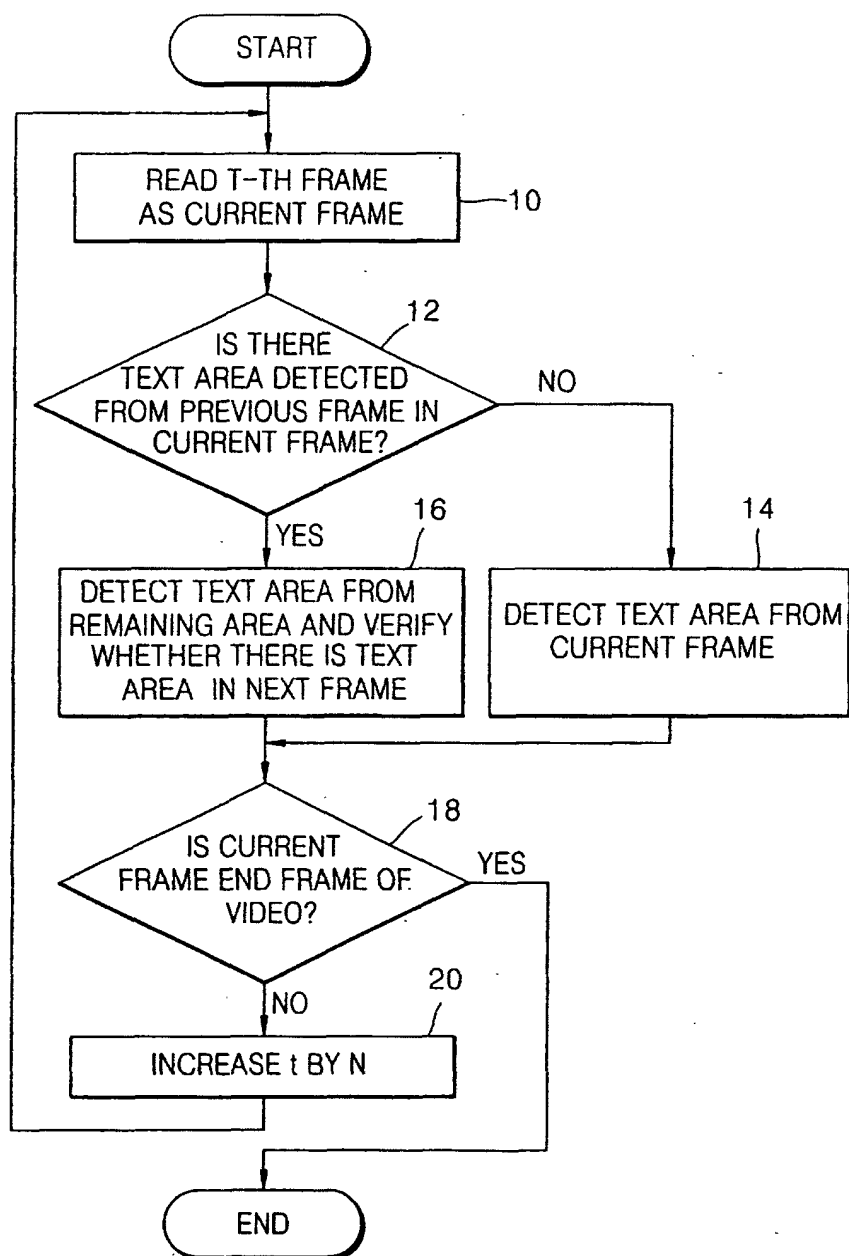 START
READ T-TH FRAME
AS CURRENT FRAME
10
12
IS THERE
TEXT AREA DETECTED
FROM PREVIOUS FRAME IN
CURRENT FRAME?
NO
YES
16
DETECT TEXT AREA FROM
REMAINING AREA AND VERIFY
WHETHER THERE IS TEXT
AREA IN NEXT FRAME
14
DETECT TEXT AREA FROM
CURRENT FRAME
18
IS CURRENT
FRAME END FRAME OF
VIDEO?
YES
NO
20
INCREASE t BY N
END